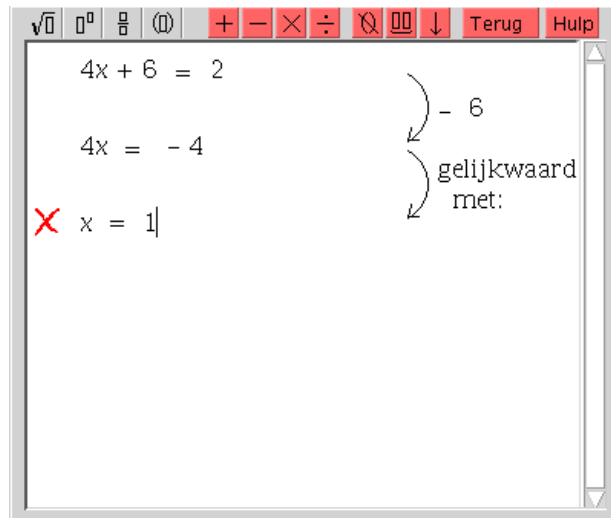 √▯ ▯▯ ▯/▯ (▯) + − × ÷ ↓ Terug Hulp
4x + 6 = 2
− 6
4x = − 4
gelijkwaard
met:
x = 1